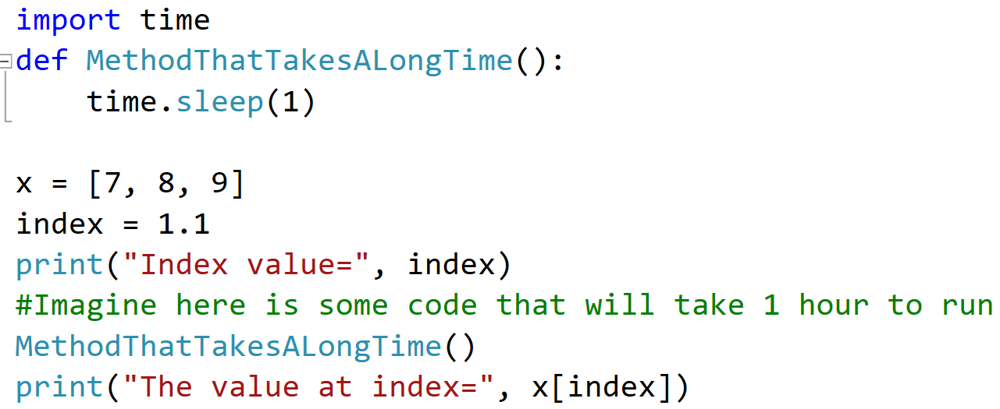 import time
def MethodThatTakesALongTime():
    time.sleep(1)
x = [7, 8, 9]
index = 1.1
print("Index value=", index)
#Imagine here is some code that will take 1 hour to run
MethodThatTakesALongTime()
print("The value at index=", x[index])